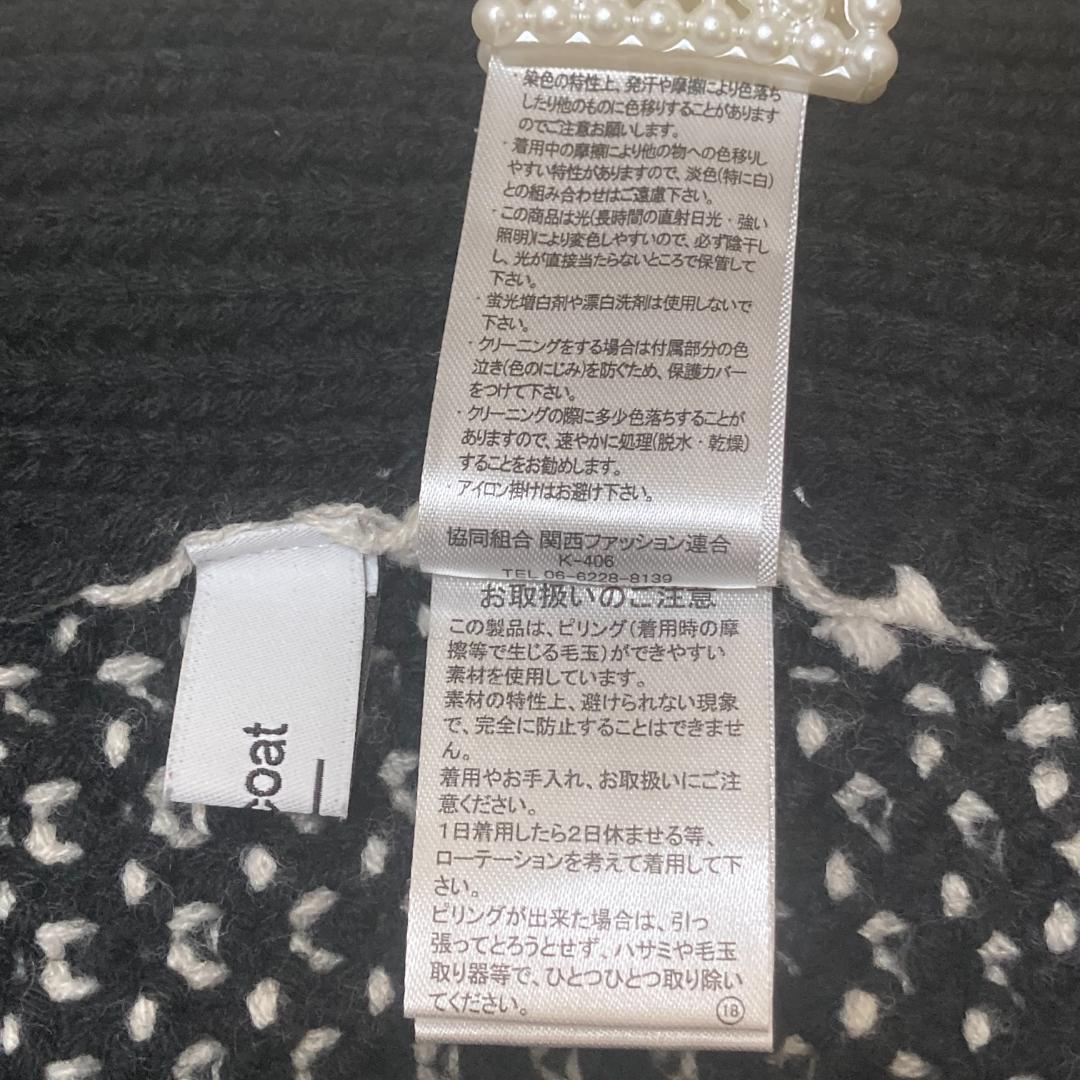 ・染色の特性上、発汗や摩擦により色落ち
したり他のものに色移りすることがあります
のでご注意お願いします。
・着用中の摩擦により他の物への色移りし
やすい特性がありますので、淡色(特に白)
との組み合わせはご遠慮下さい。
・この商品は光(長時間の直射日光・強い
照明)により変色しやすいので、必ず陰干し
し、光が直接当たらないところで保管して
下さい。
・蛍光増白剤や漂白洗剤は使用しないで
下さい。
・クリーニングをする場合は付属部分の色
泣き(色のにじみ)を防ぐため、保護カバー
をつけて下さい。
・クリーニングの際に多少色落ちすることが
ありますので、速やかに処理(脱水・乾燥)
することをお勧めします。
・アイロン掛けはお避け下さい。
協同組合 関西ファッション連合
K-406
TEL 06-6228-8139
お取扱いのご注意
この製品は、ピリング(着用時の摩
擦等で生じる毛玉)ができやすい
素材を使用しています。
素材の特性上、避けられない現象
で、完全に防止することはできませ
ん。
着用やお手入れ、お取扱いにご注
意ください。
1日着用したら2日休ませる等、
ローテーションを考えて着用して下
さい。
ピリングが出来た場合は、引っ
張ってとろうとせず、ハサミや毛玉
取り器等で、ひとつひとつ取り除い
てください。
18
coat